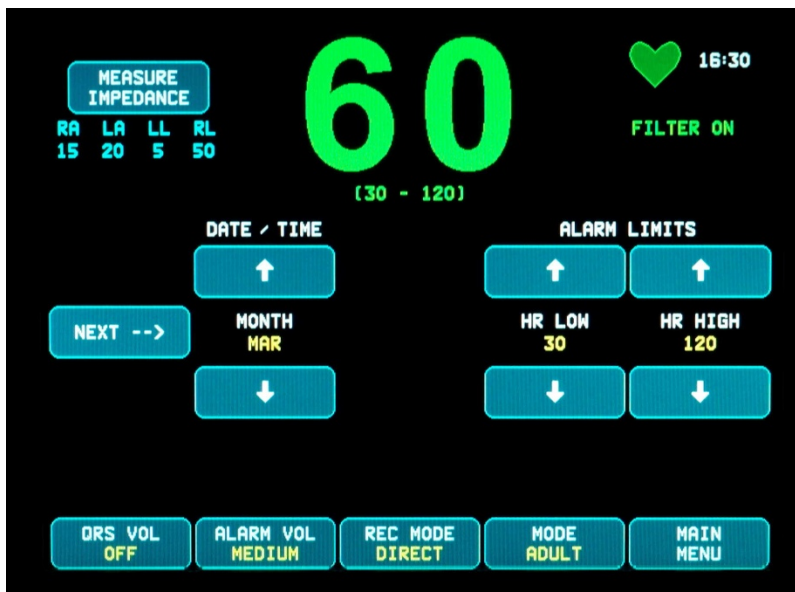 MEASURE
IMPEDANCE
RA LA LL RL
15 20 5 50
60
(30 - 120)
16:30
FILTER ON
DATE / TIME
ALARM LIMITS
NEXT -->
MONTH
MAR
HR LOW
30
HR HIGH
120
QRS VOL
OFF
ALARM VOL
MEDIUM
REC MODE
DIRECT
MODE
ADULT
MAIN
MENU